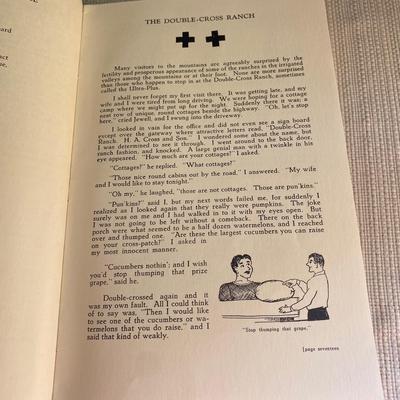 A.
ard
act
se.
THE DOUBLE-CROSS RANCH
Many visitors to the mountains are agreeably surprised by the
fertility and prosperous appearance of some of the ranches in the irrigated
valleys among the mountains or at their foot. None are more surprised
than those who happen to stop in at the Double-Cross Ranch, sometimes
called the Ultra-Plus.
I shall never forget my first visit there. It was getting late, and my
wife and I were tired from long driving. We were hoping for a cottage
camp where we might put up for the night. Suddenly there it was; a
neat row of unique, round cottages beside the highway. "Oh, let's stop
here," cried Jewell, and I swung into the driveway.
I looked in vain for the office and did not even see a sign board
except over the gateway where attractive letters read, "Double-Cross
Ranch. H. A. Cross and Son." I wondered some about the name, but
I was determined to see it through. I went around to the back door,
ranch fashion, and knocked. A large genial man with a twinkle in his
eye appeared. "How much are your cottages?" I asked.
"Cottages?" he replied. "What cottages?"
"Those nice round cabins out by the road," I answered. "My wife
and I would like to stay tonight."
"Oh my," he laughed, "those are not cottages. Those are pun'kins."
"Pun'kins?" said I, but my next words failed me, for suddenly I
realized as I looked again that they really were pumpkins. The joke
surely was on me and I had walked in to it with my eyes open. But
I was not going to be left without a comeback. There on the back
porch were what seemed to be a half dozen watermelons, and I reached
over and thumped one. "Are these the largest cucumbers you can raise
on your cross-patch?" I asked in
my most innocent manner.
"Cucumbers nothin'; and I wish
you'd stop thumping that prize
grape," said he.
Double-crossed again and it
was my own fault. All I could think
of to say was, "Then I would like
to see one of the cucumbers or wa-
termelons that you do raise," and I
said that kind of weakly.
"Stop thumping that grape."
[page seventeen